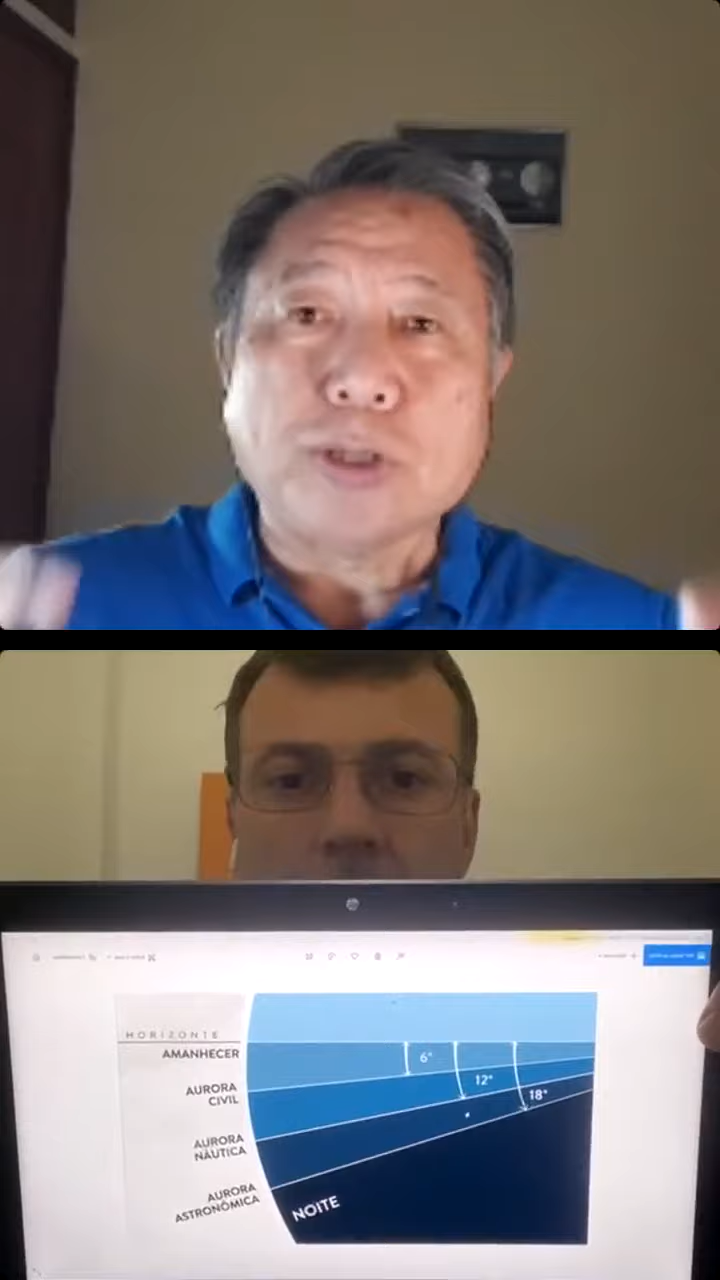 HORIZONTE
AMANHECER
6°
AURORA
CIVIL
12°
18°
AURORA
NÁUTICA
AURORA
ASTRONÔMICA
NOITE